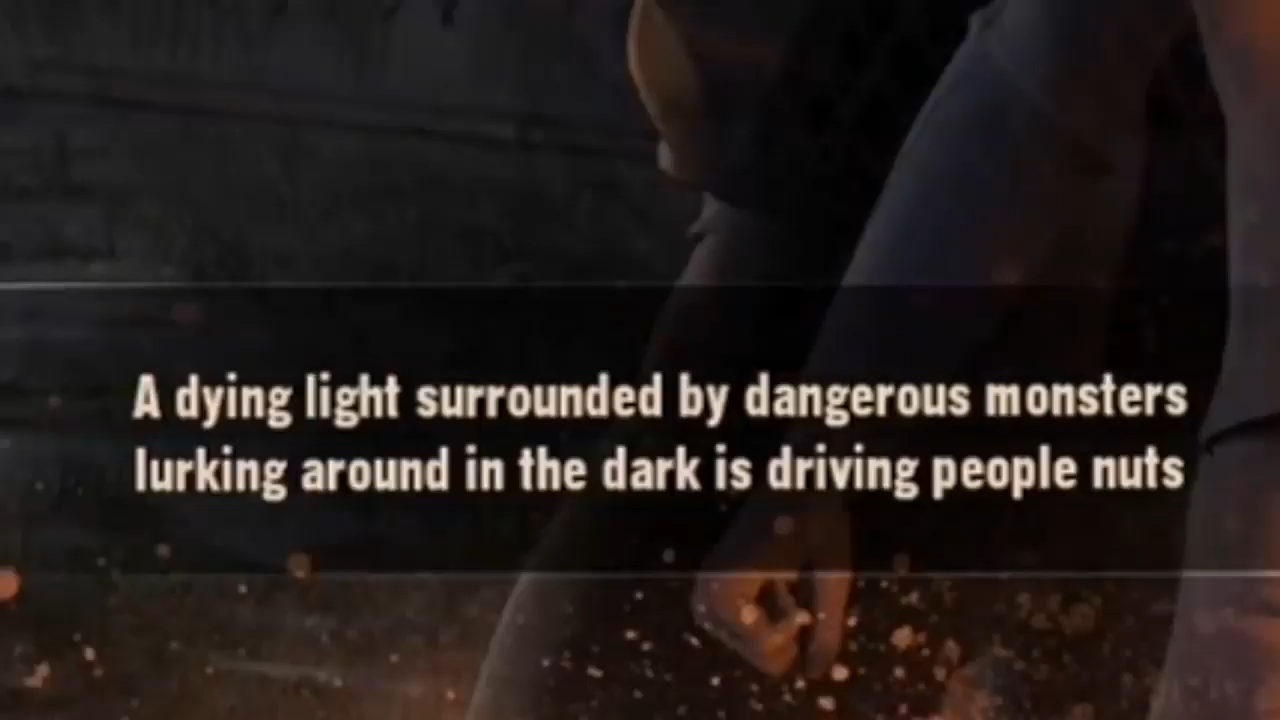 A dying light surrounded by dangerous monsters
lurking around in the dark is driving people nuts